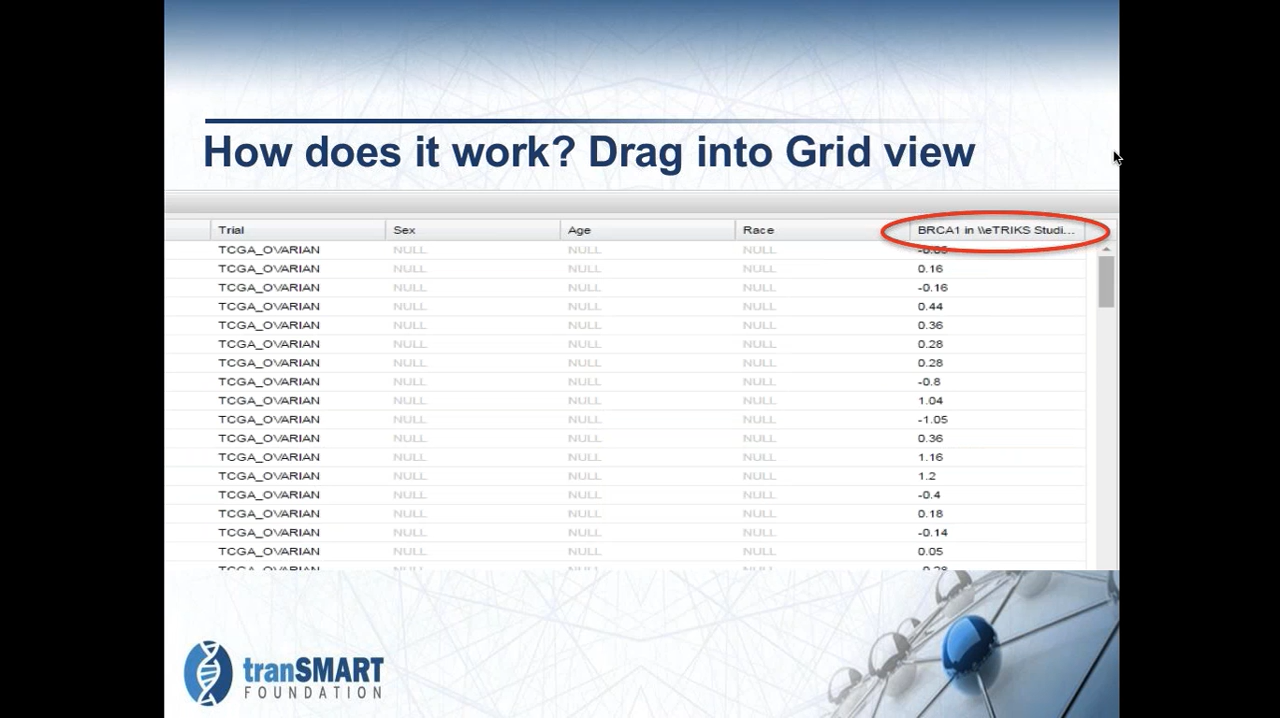 How does it work? Drag into Grid view
Trial Sex Age Race BRCA1 in \\eTRIKS Studi...
TCGA_OVARIAN NULL NULL NULL
TCGA_OVARIAN NULL NULL NULL 0.16
TCGA_OVARIAN NULL NULL NULL -0.16
TCGA_OVARIAN NULL NULL NULL 0.44
TCGA_OVARIAN NULL NULL NULL 0.36
TCGA_OVARIAN NULL NULL NULL 0.28
TCGA_OVARIAN NULL NULL NULL 0.28
TCGA_OVARIAN NULL NULL NULL -0.8
TCGA_OVARIAN NULL NULL NULL 1.04
TCGA_OVARIAN NULL NULL NULL -1.05
TCGA_OVARIAN NULL NULL NULL 0.36
TCGA_OVARIAN NULL NULL NULL 1.16
TCGA_OVARIAN NULL NULL NULL 1.2
TCGA_OVARIAN NULL NULL NULL -0.4
TCGA_OVARIAN NULL NULL NULL 0.18
TCGA_OVARIAN NULL NULL NULL -0.14
TCGA_OVARIAN NULL NULL NULL 0.05
TCGA_OVARIAN NULL NULL NULL
tranSMART
FOUNDATION